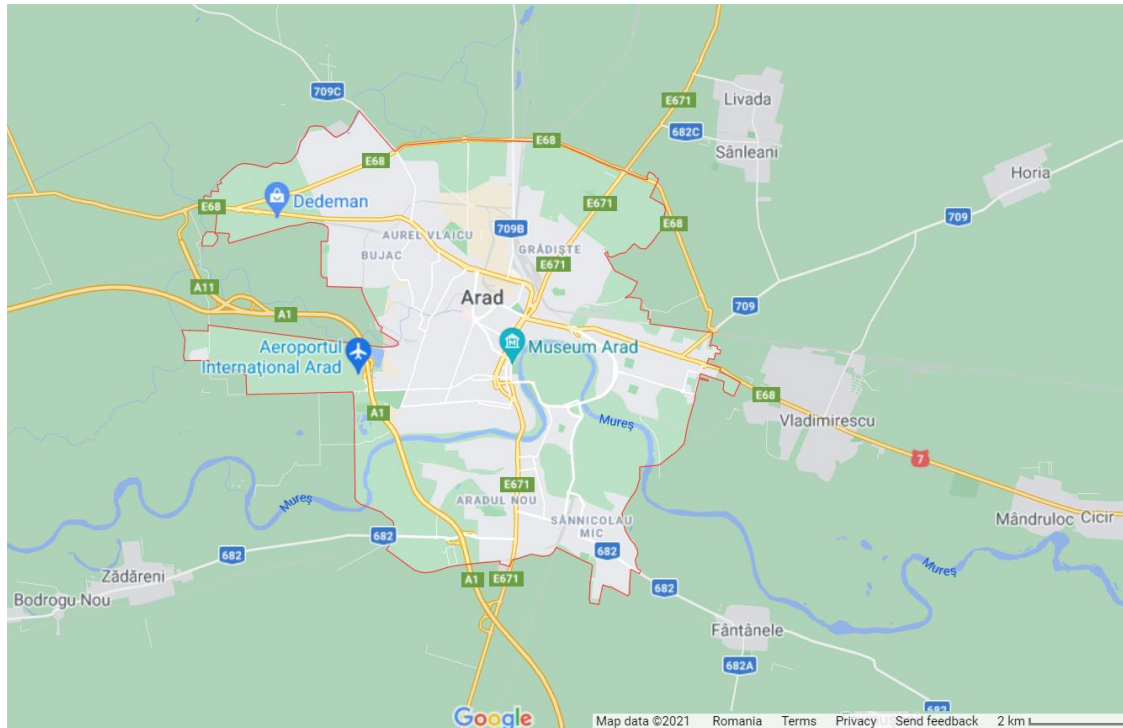 709C
E671
Livada
682C
Sânleani
E68
E68
Horia
Dedeman
E68
E671
709
AUREL VLAICU
709B
GRĂDIȘTE
E68
BUJAC
E671
A11
Arad
709
A1
Aeroportul
Internațional Arad
Museum Arad
E68
A1
Mureș
Vladimirescu
7
E671
Mureș
ARADUL NOU
SÂNNICOLAU
MIC
Mândruloc
Cicir
682
682
682
Mureș
Zădăreni
A1
E671
682
Bodrogu Nou
Fântânele
682A
Google
Map data ©2021
Romania
Terms
Privacy
Send feedback
2 km